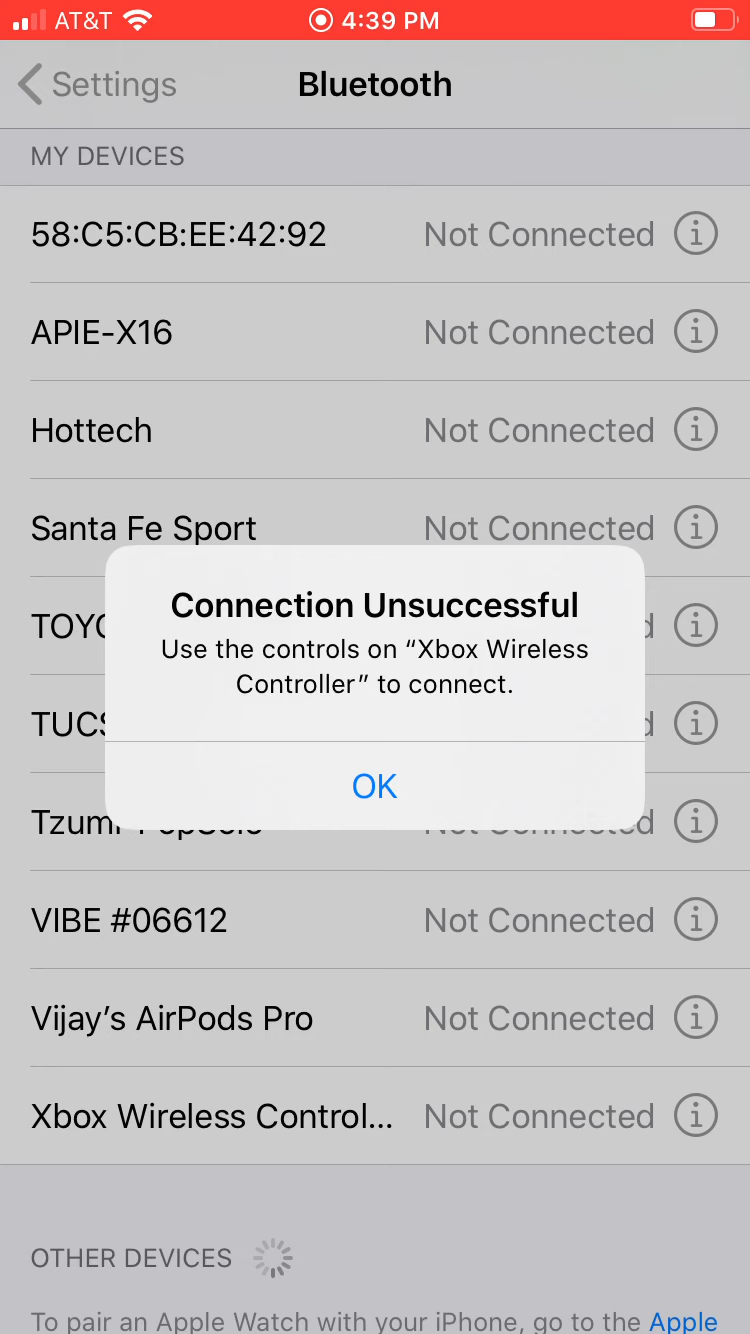 AT&T 4:39 PM
Settings Bluetooth
MY DEVICES
58:C5:CB:EE:42:92 Not Connected
APIE-X16 Not Connected
Hottech Not Connected
Santa Fe Sport Not Connected
Connection Unsuccessful
Use the controls on “Xbox Wireless
Controller” to connect.
OK
VIBE #06612 Not Connected
Vijay’s AirPods Pro Not Connected
Xbox Wireless Control... Not Connected
OTHER DEVICES
To pair an Apple Watch with your iPhone, go to the Apple